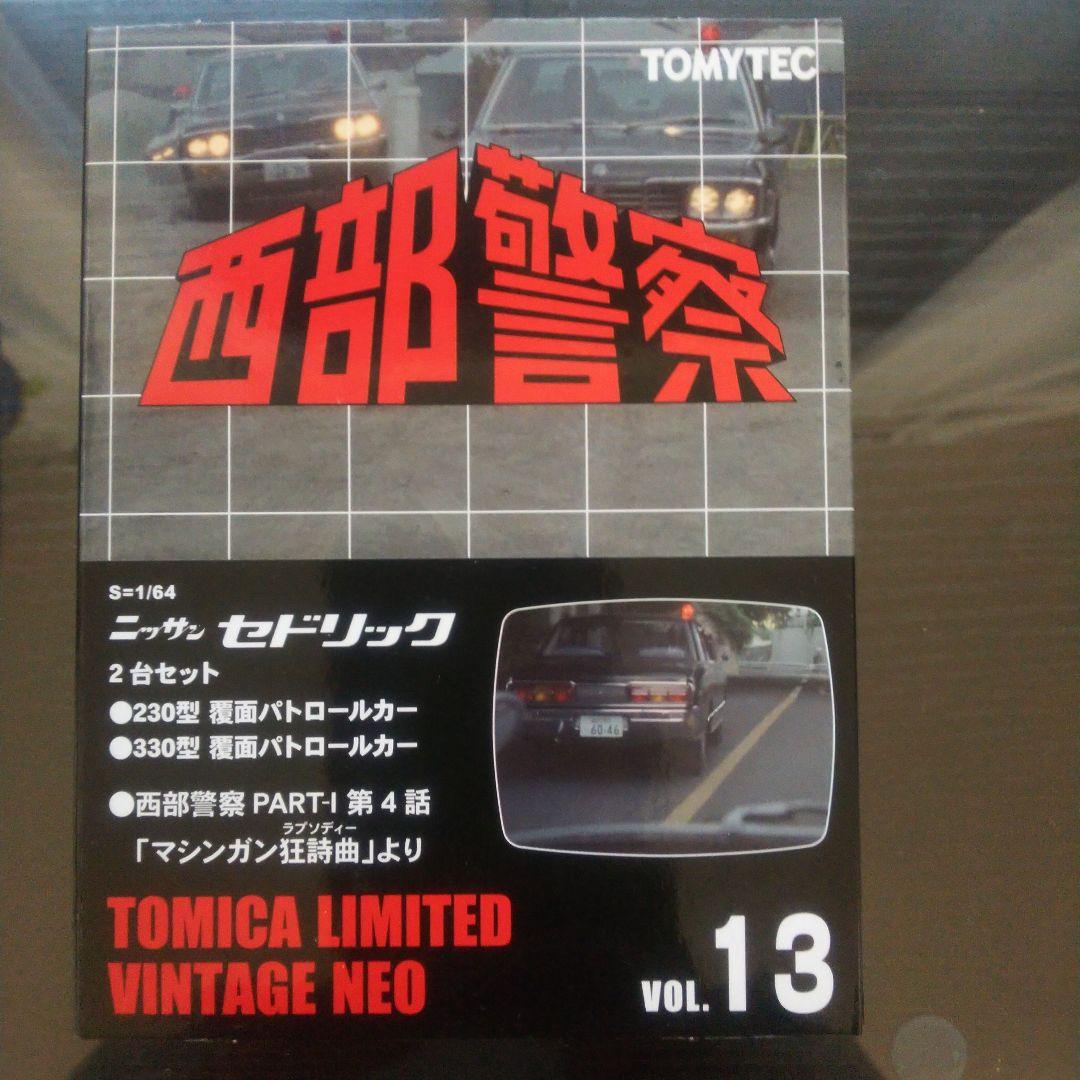 TOMYTEC
西部警察
S=1/64
ニッサン セドリック
2台セット
●230型 覆面パトロールカー
●330型 覆面パトロールカー
●西部警察 PART-I 第4話
ラプソディー
「マシンガン狂詩曲」より
60-46
TOMICA LIMITED
VINTAGE NEO
VOL. 13